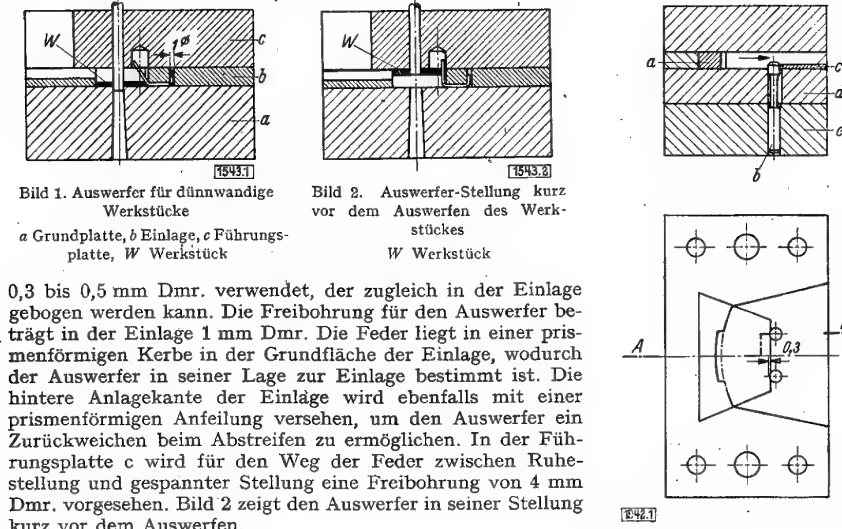 W
1⌀
c
b
a
1543.1
Bild 1. Auswerfer für dünnwandige
Werkstücke
a Grundplatte, b Einlage, c Führungs-
platte, W Werkstück
W
1543.2
Bild 2. Auswerfer-Stellung kurz
vor dem Auswerfen des Werk-
stückes
W Werkstück
0,3 bis 0,5 mm Dmr. verwendet, der zugleich in der Einlage
gebogen werden kann. Die Freibohrung für den Auswerfer be-
trägt in der Einlage 1 mm Dmr. Die Feder liegt in einer pris-
menförmigen Kerbe in der Grundfläche der Einlage, wodurch
der Auswerfer in seiner Lage zur Einlage bestimmt ist. Die
hintere Anlagekante der Einlage wird ebenfalls mit einer
prismenförmigen Anfeilung versehen, um den Auswerfer ein
Zurückweichen beim Abstreifen zu ermöglichen. In der Füh-
rungsplatte c wird für den Weg der Feder zwischen Ruhe-
stellung und gespannter Stellung eine Freibohrung von 4 mm
Dmr. vorgesehen. Bild 2 zeigt den Auswerfer in seiner Stellung
kurz vor dem Auswerfen.
a
c
b
A
0,3
1542.1